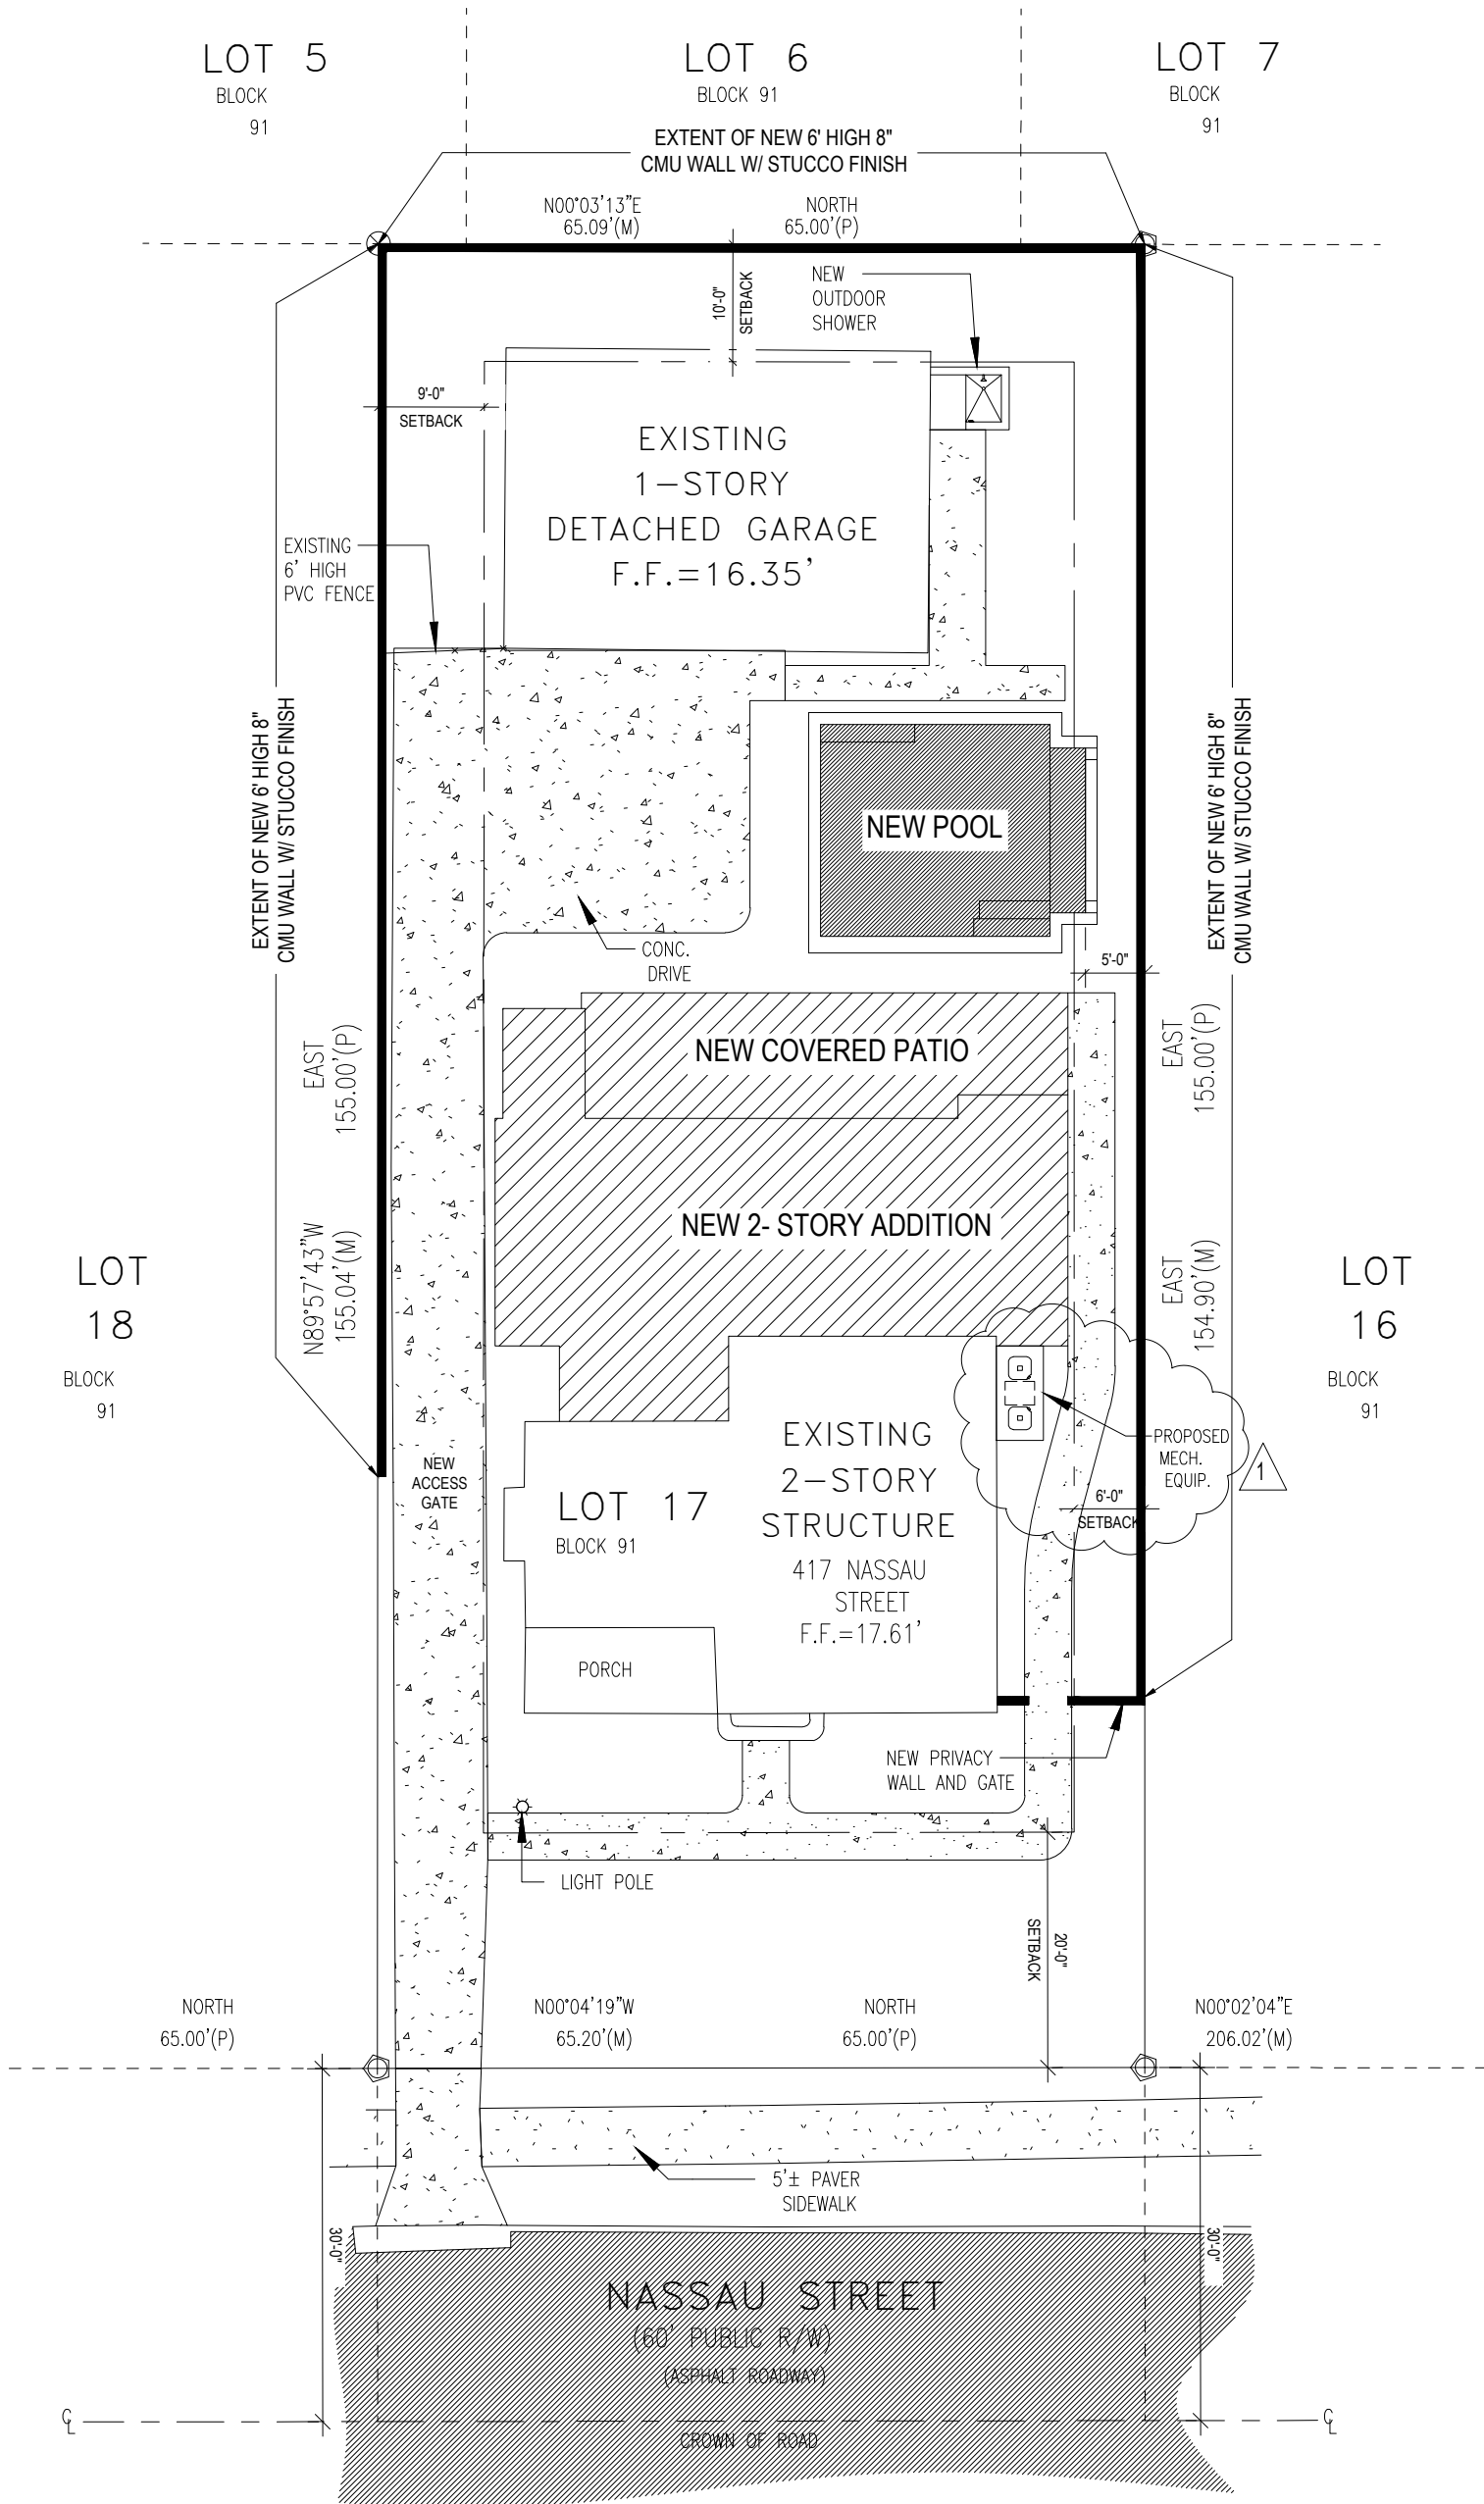 LOT 5
BLOCK
91
LOT 6
BLOCK 91
LOT 7
BLOCK
91
EXTENT OF NEW 6' HIGH 8"
CMU WALL W/ STUCCO FINISH
N00°03'13"E
65.09'(M)
NORTH
65.00'(P)
10'-0"
SETBACK
NEW
OUTDOOR
SHOWER
9'-0"
SETBACK
EXISTING
1-STORY
DETACHED GARAGE
F.F.=16.35'
EXISTING
6' HIGH
PVC FENCE
EXTENT OF NEW 6' HIGH 8"
CMU WALL W/ STUCCO FINISH
EXTENT OF NEW 6' HIGH 8"
CMU WALL W/ STUCCO FINISH
NEW POOL
CONC.
DRIVE
5'-0"
EAST
155.00'(P)
NEW COVERED PATIO
EAST
155.00'(P)
N89°57'43"W
155.04'(M)
NEW 2- STORY ADDITION
EAST
154.90'(M)
LOT
18
BLOCK
91
LOT
16
BLOCK
91
NEW
ACCESS
GATE
LOT 17
BLOCK 91
EXISTING
2-STORY
STRUCTURE
417 NASSAU
STREET
F.F.=17.61'
PROPOSED
MECH.
EQUIP.
1
6'-0"
SETBACK
PORCH
NEW PRIVACY
WALL AND GATE
LIGHT POLE
20'-0"
SETBACK
NORTH
65.00'(P)
N00°04'19"W
65.20'(M)
NORTH
65.00'(P)
N00°02'04"E
206.02'(M)
5'± PAVER
SIDEWALK
30'-0"
30'-0"
NASSAU STREET
(60' PUBLIC R/W)
(ASPHALT ROADWAY)
CL
CL
CROWN OF ROAD